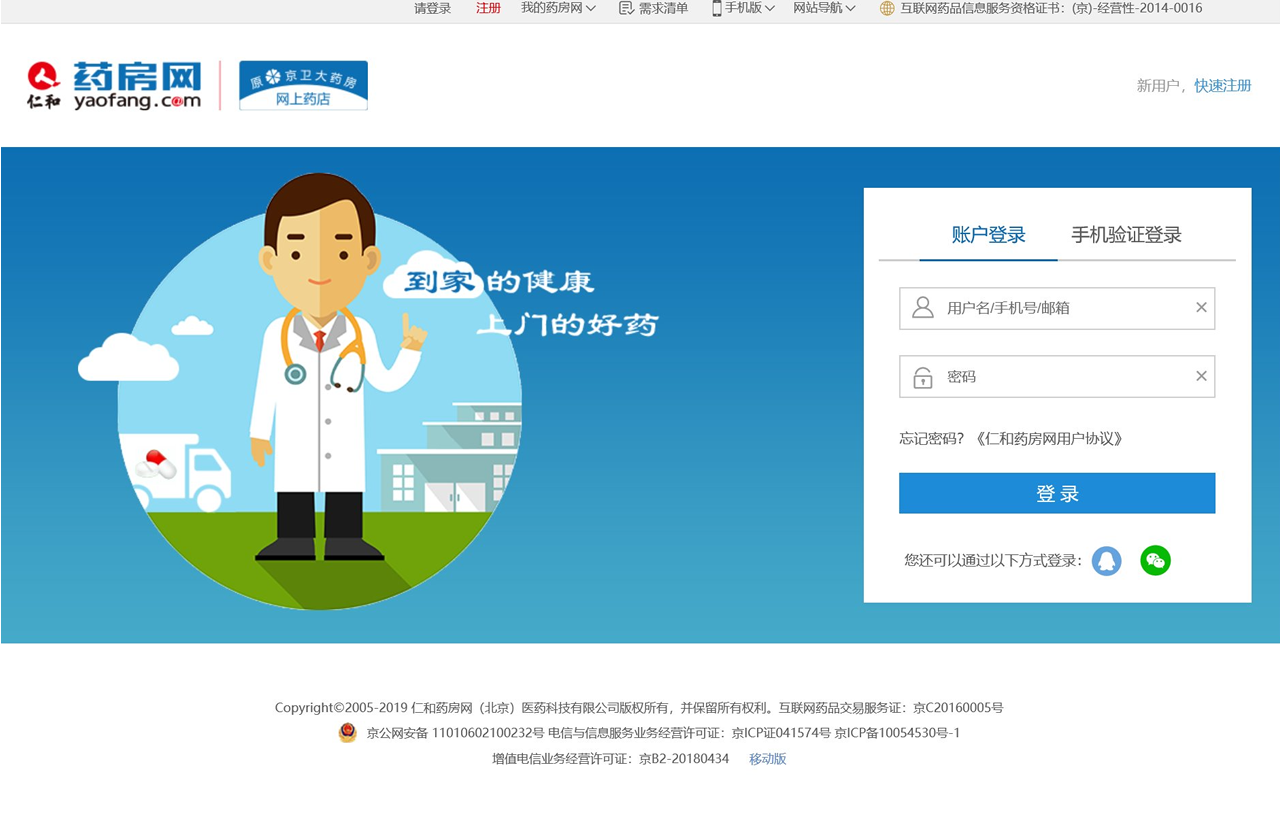 请登录 注册 我的药房网 需求清单 手机版 网站导航 互联网药品信息服务资格证书：(京)-经营性-2014-0016
仁和 药房网 yaofang.c@m
原 京卫大药房
网上药店
新用户，快速注册
到家的健康
上门的好药
账户登录 手机验证登录
用户名/手机号/邮箱
密码
忘记密码？《仁和药房网用户协议》
登 录
您还可以通过以下方式登录：
Copyright©2005-2019 仁和药房网（北京）医药科技有限公司版权所有，并保留所有权利。互联网药品交易服务证：京C20160005号
京公网安备 11010602100232号 电信与信息服务业务经营许可证：京ICP证041574号 京ICP备10054530号-1
增值电信业务经营许可证：京B2-20180434 移动版